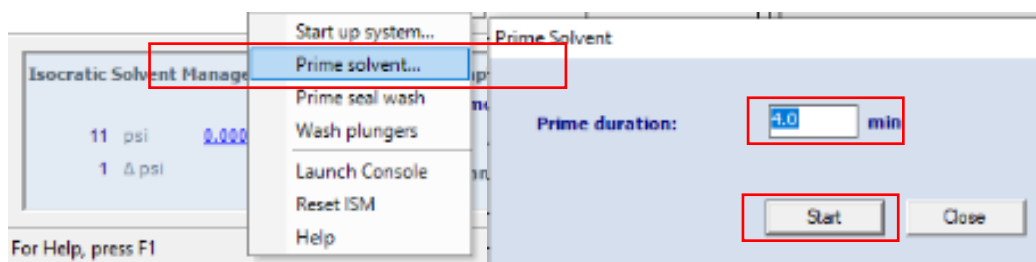 Start up system...
Prime solvent...
Prime seal wash
Wash plungers
Launch Console
Reset ISM
Help
Isocratic Solvent Manage
11 psi 0.000
1 Δ psi
For Help, press F1
Prime Solvent
Prime duration: 4.0 min
Start Close